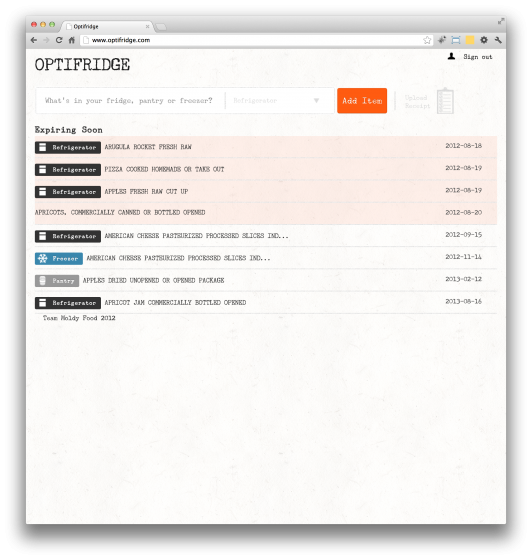 Optifridge
www.optifridge.com
Sign out
OPTIFRIDGE
What's in your fridge, pantry or freezer? Refrigerator Add Item Upload Receipt
Expiring Soon
Refrigerator ARUGULA ROCKET FRESH RAW 2012-08-18
Refrigerator PIZZA COOKED HOMEMADE OR TAKE OUT 2012-08-19
Refrigerator APPLES FRESH RAW CUT UP 2012-08-19
APRICOTS, COMMERCIALLY CANNED OR BOTTLED OPENED 2012-08-20
Refrigerator AMERICAN CHEESE PASTEURIZED PROCESSED SLICES IND... 2012-09-15
Freezer AMERICAN CHEESE PASTEURIZED PROCESSED SLICES IND... 2012-11-14
Pantry APPLES DRIED UNOPENED OR OPENED PACKAGE 2013-02-12
Refrigerator APRICOT JAM COMMERCIALLY BOTTLED OPENED 2013-08-16
Team Moldy Food 2012